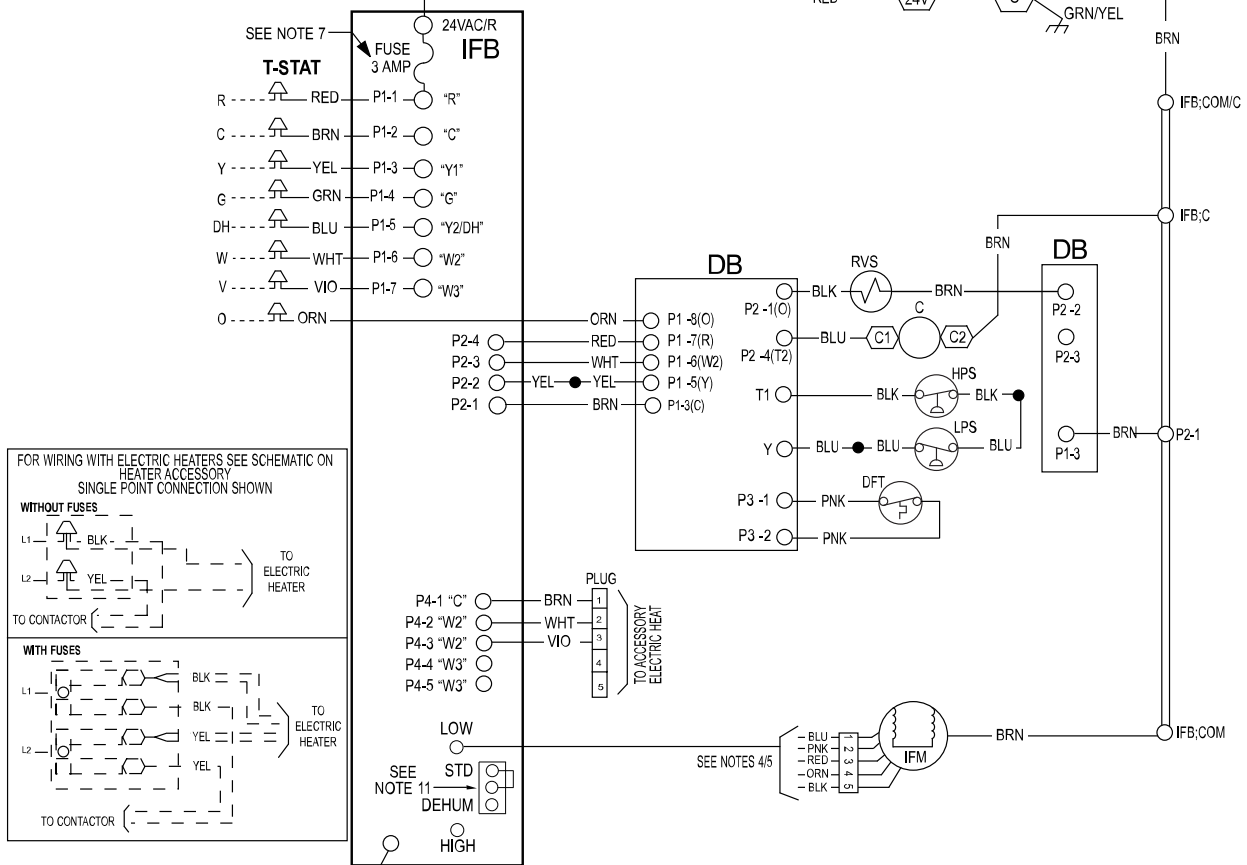 RED
24V
C
GRN/YEL
BRN
SEE NOTE 7
24VAC/R
FUSE
3 AMP
IFB
T-STAT
R RED P1-1 "R"
C BRN P1-2 "C"
Y YEL P1-3 "Y1"
G GRN P1-4 "G"
DH BLU P1-5 "Y2/DH"
W WHT P1-6 "W2"
V VIO P1-7 "W3"
O ORN
IFB;COM/C
IFB;C
BRN
DB
DB
RVS
ORN P1 -8(O)
P2-4 RED P1 -7(R)
P2-3 WHT P1 -6(W2)
P2-2 YEL YEL P1 -5(Y)
P2-1 BRN P1-3(C)
P2 -1(O) BLK BRN P2 -2
C
P2 -4(T2) BLU C1 C2
P2-3
HPS
T1 BLK BLK
LPS
Y BLU BLU BLU
P1-3 BRN P2-1
DFT
P3 -1 PNK
P3 -2 PNK
FOR WIRING WITH ELECTRIC HEATERS SEE SCHEMATIC ON
HEATER ACCESSORY
SINGLE POINT CONNECTION SHOWN
WITHOUT FUSES
L1 BLK
L2 YEL
TO
ELECTRIC
HEATER
TO CONTACTOR
WITH FUSES
L1 BLK
BLK
L2 YEL
YEL
TO
ELECTRIC
HEATER
TO CONTACTOR
PLUG
P4-1 "C" BRN 1
P4-2 "W2" WHT 2
P4-3 "W2" VIO 3
P4-4 "W3" 4
P4-5 "W3" 5
TO ACCESSORY
ELECTRIC HEAT
LOW
SEE
NOTE 11
STD
DEHUM
HIGH
SEE NOTES 4/5
BLU 1
PNK 2
RED 3
ORN 4
BLK 5
IFM
BRN
IFB;COM